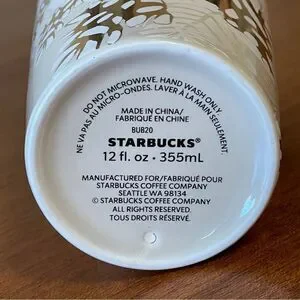 DO NOT MICROWAVE. HAND WASH ONLY
NE VA PAS AU MICRO-ONDES. LAVER À LA MAIN SEULEMENT.
MADE IN CHINA/
FABRIQUÉ EN CHINE
BUB20
STARBUCKS®
12 fl. oz · 355mL
MANUFACTURED FOR/FABRIQUÉ POUR
STARBUCKS COFFEE COMPANY
SEATTLE WA 98134
© STARBUCKS COFFEE COMPANY
ALL RIGHTS RESERVED.
TOUS DROITS RÉSERVÉ.